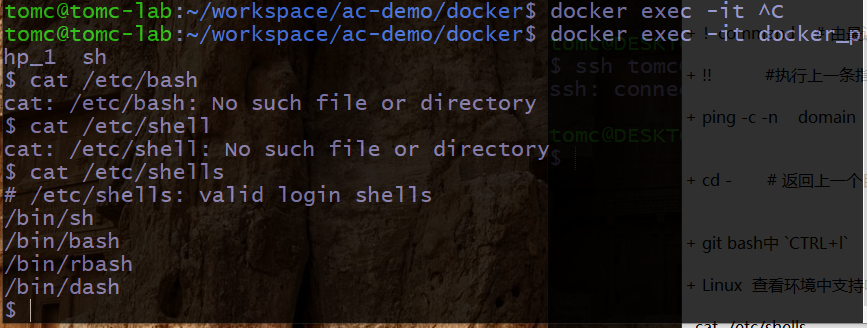 tomc@tomc-lab:~/workspace/ac-demo/docker$ docker exec -it ^C
tomc@tomc-lab:~/workspace/ac-demo/docker$ docker exec -it docker_p
hp_1  sh
$ cat /etc/bash
cat: /etc/bash: No such file or directory
$ cat /etc/shell
cat: /etc/shell: No such file or directory
$ cat /etc/shells
# /etc/shells: valid login shells
/bin/sh
/bin/bash
/bin/rbash
/bin/dash
$
tomc@DESKT
$ ssh tomc
ssh: conne
tomc@DESKT
$
+ !! #执行上一条指
+ ping -c -n domain
+ cd - # 返回上一个
+ git bash中 `CTRL+l`
+ Linux 查看环境中支持
cat /etc/shells